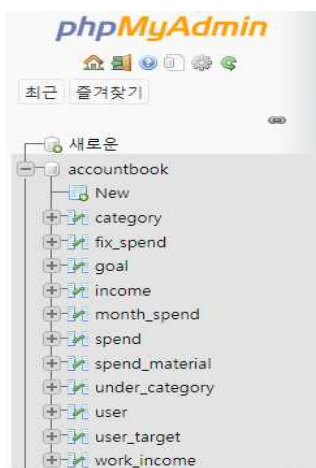 phpMyAdmin
최근 즐겨찾기
새로운
accountbook
New
category
fix_spend
goal
income
month_spend
spend
spend_material
under_category
user
user_target
work_income